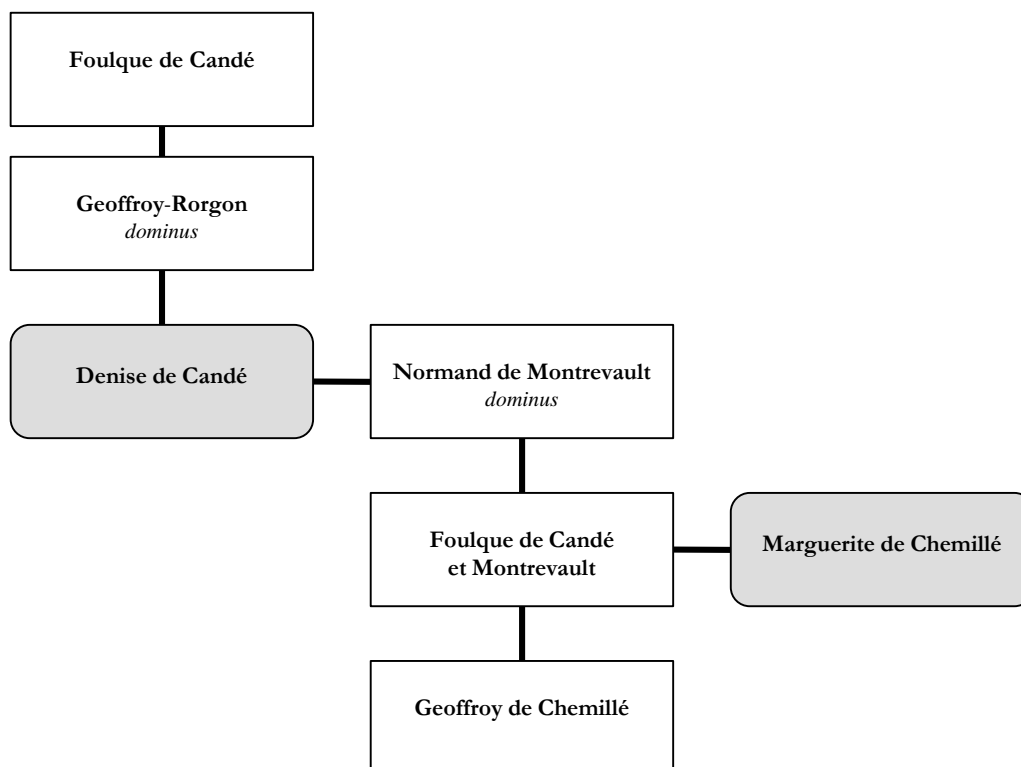 Foulque de Candé
Geoffroy-Rorgon
dominus
Denise de Candé
Normand de Montrevault
dominus
Foulque de Candé
et Montrevault
Marguerite de Chemillé
Geoffroy de Chemillé